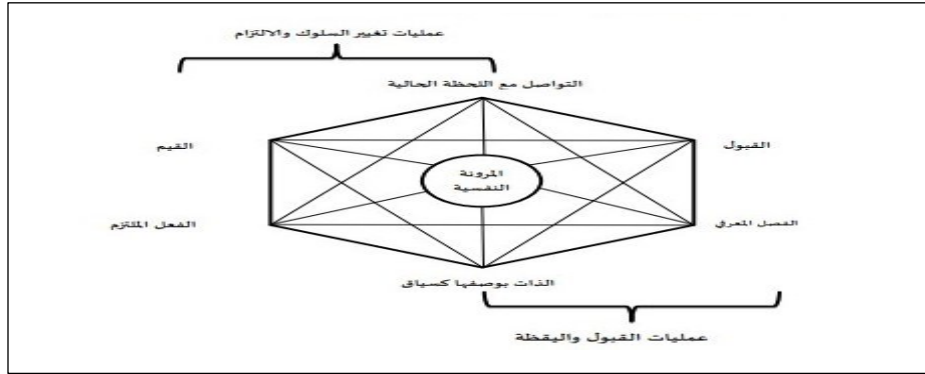 عمليات تغيير السلوك والالتزام
التواصل مع اللحظة الحالية
القبول
القيم
المرونة
النفسية
الفصل المعرفي
الفعل الملتزم
الذات بوصفها كسياق
عمليات القبول واليقظة